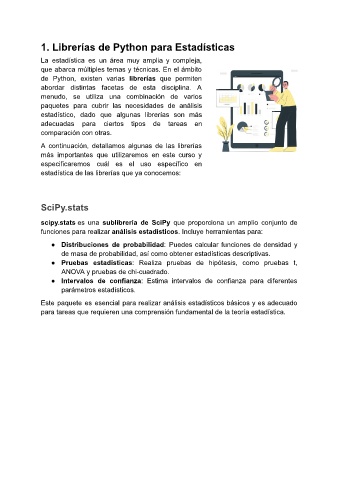 1. Librerías de Python para Estadísticas
La estadística es un área muy amplia y compleja,
que abarca múltiples temas y técnicas. En el ámbito
de Python, existen varias librerías que permiten
abordar distintas facetas de esta disciplina. A
menudo, se utiliza una combinación de varios
paquetes para cubrir las necesidades de análisis
estadístico, dado que algunas librerías son más
adecuadas para ciertos tipos de tareas en
comparación con otras.
A continuación, detallamos algunas de las librerías
más importantes que utilizaremos en este curso y
especificaremos cuál es el uso específico en
estadística de las librerías que ya conocemos:
SciPy.stats
scipy.stats es una sublibrería de SciPy que proporciona un amplio conjunto de
funciones para realizar análisis estadísticos. Incluye herramientas para:
● Distribuciones de probabilidad: Puedes calcular funciones de densidad y
de masa de probabilidad, así como obtener estadísticas descriptivas.
● Pruebas estadísticas: Realiza pruebas de hipótesis, como pruebas t,
ANOVA y pruebas de chi-cuadrado.
● Intervalos de confianza: Estima intervalos de confianza para diferentes
parámetros estadísticos.
Este paquete es esencial para realizar análisis estadísticos básicos y es adecuado
para tareas que requieren una comprensión fundamental de la teoría estadística.